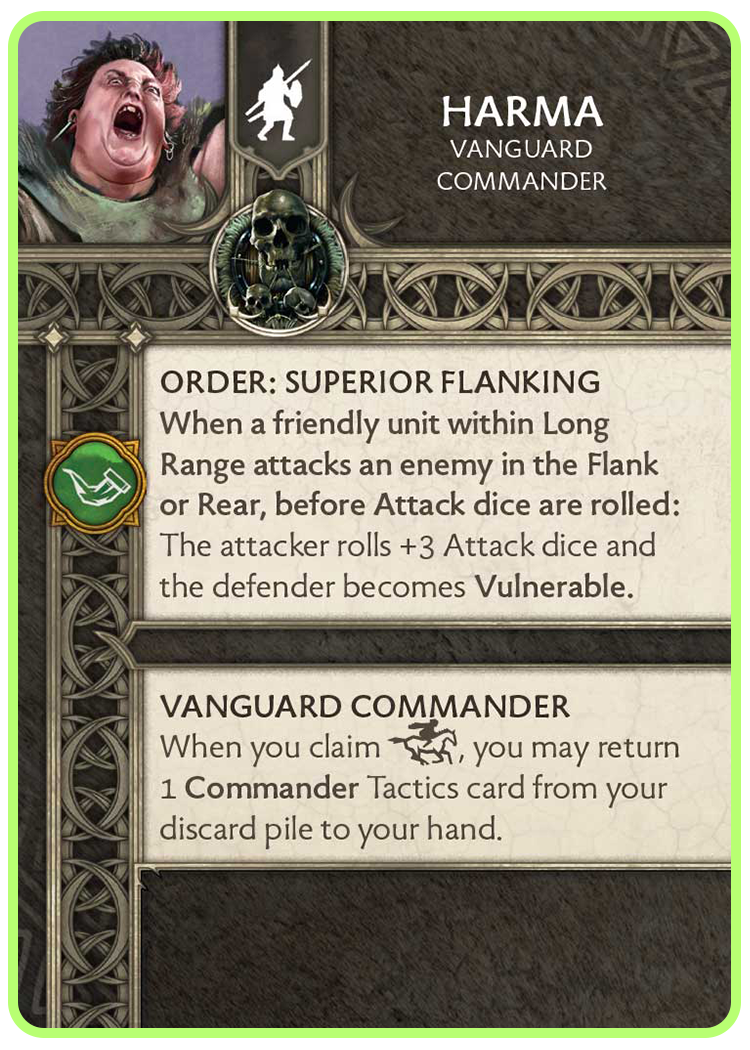 HARMA
VANGUARD
COMMANDER
ORDER: SUPERIOR FLANKING
When a friendly unit within Long
Range attacks an enemy in the Flank
or Rear, before Attack dice are rolled:
The attacker rolls +3 Attack dice and
the defender becomes Vulnerable.
VANGUARD COMMANDER
When you claim , you may return
1 Commander Tactics card from your
discard pile to your hand.